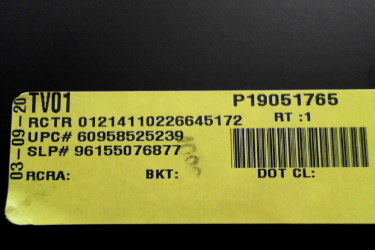 03-09-20
TV01 P19051765
RCTR 01214110226645172 RT :1
UPC# 60958525239
SLP# 96155076877
RCRA: BKT: DOT CL: